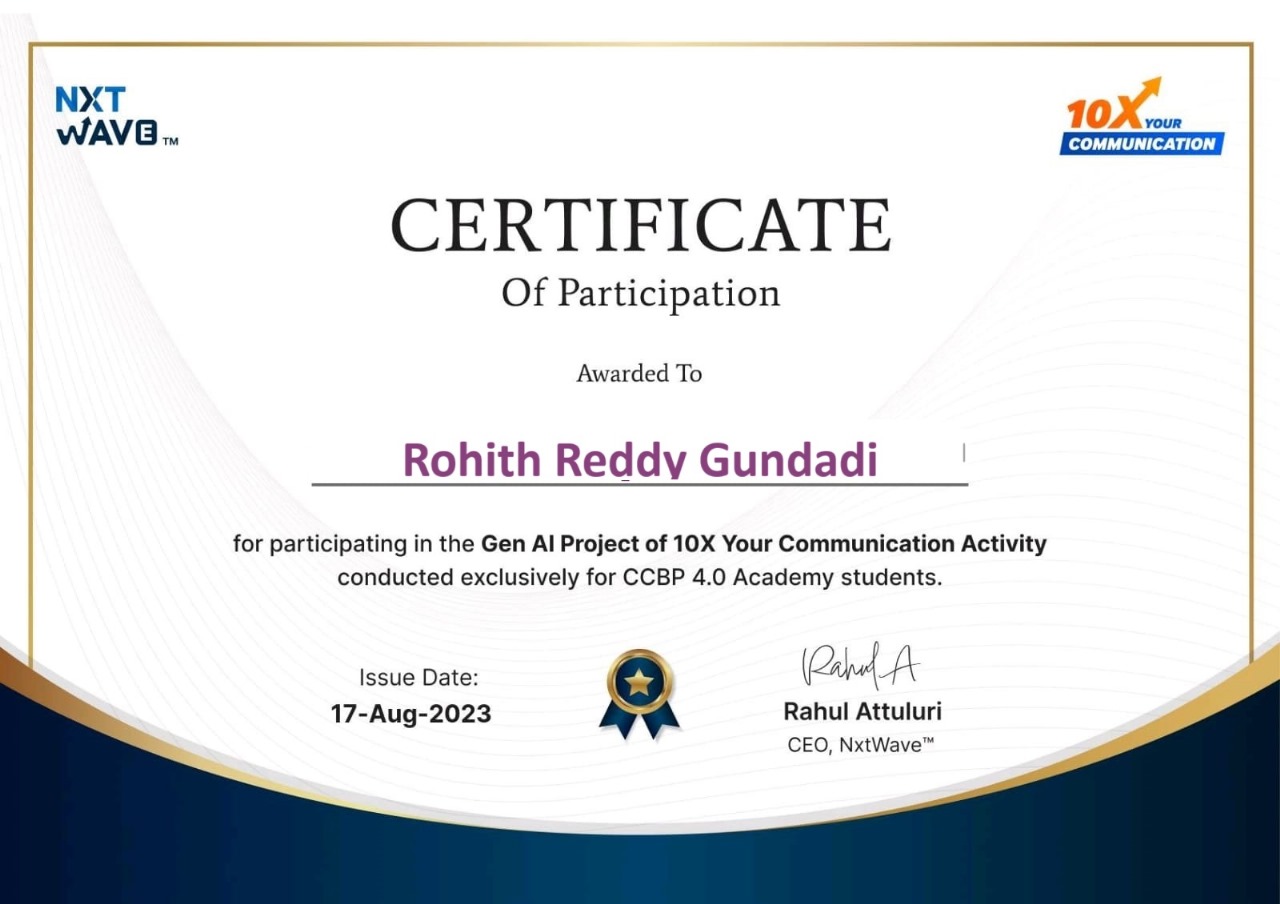 NXT
WAVE™
10X YOUR
COMMUNICATION
CERTIFICATE
Of Participation
Awarded To
Rohith Reddy Gundadi
for participating in the Gen AI Project of 10X Your Communication Activity
conducted exclusively for CCBP 4.0 Academy students.
Issue Date:
17-Aug-2023
Rahul A
Rahul Attuluri
CEO, NxtWave™